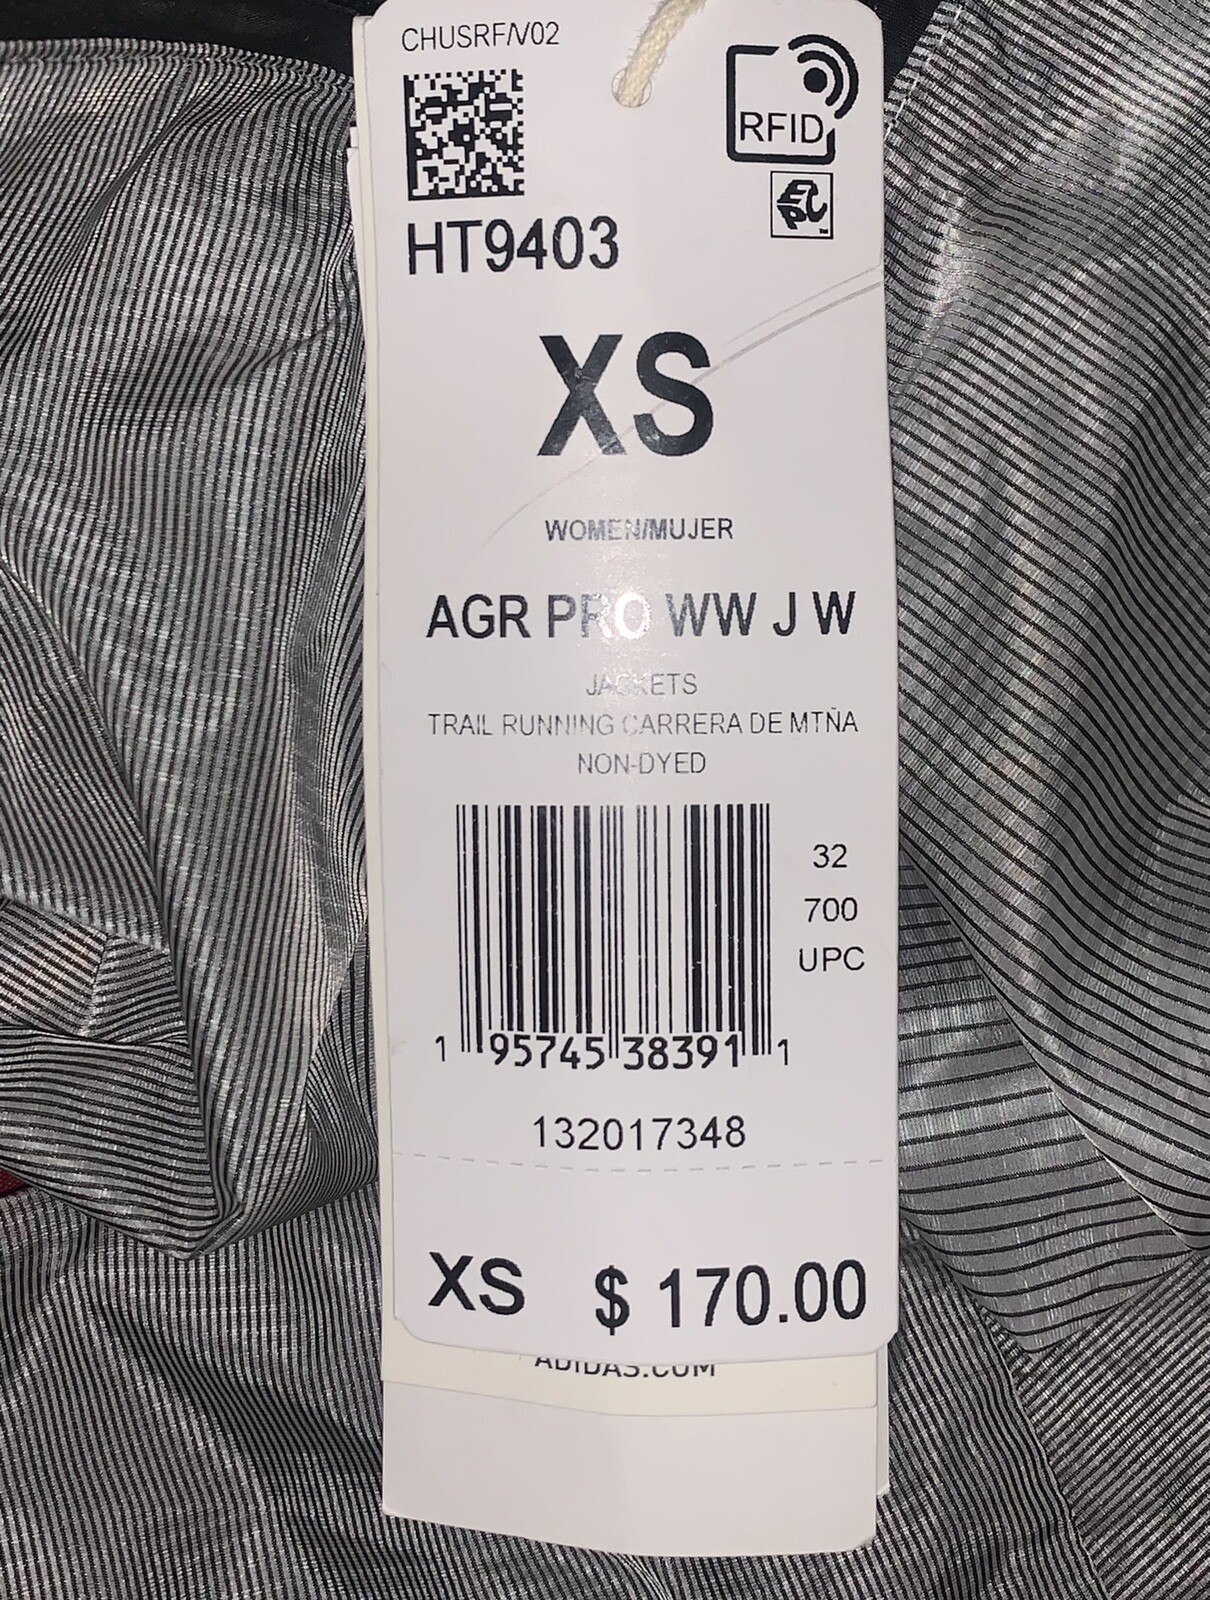 CHUSRF/V02
RFID
EPC
HT9403
XS
WOMEN/MUJER
AGR PRO WW J W
JACKETS
TRAIL RUNNING CARRERA DE MTÑA
NON-DYED
32
700
UPC
1 95745 38391 1
132017348
XS $ 170.00
ADIDAS.COM